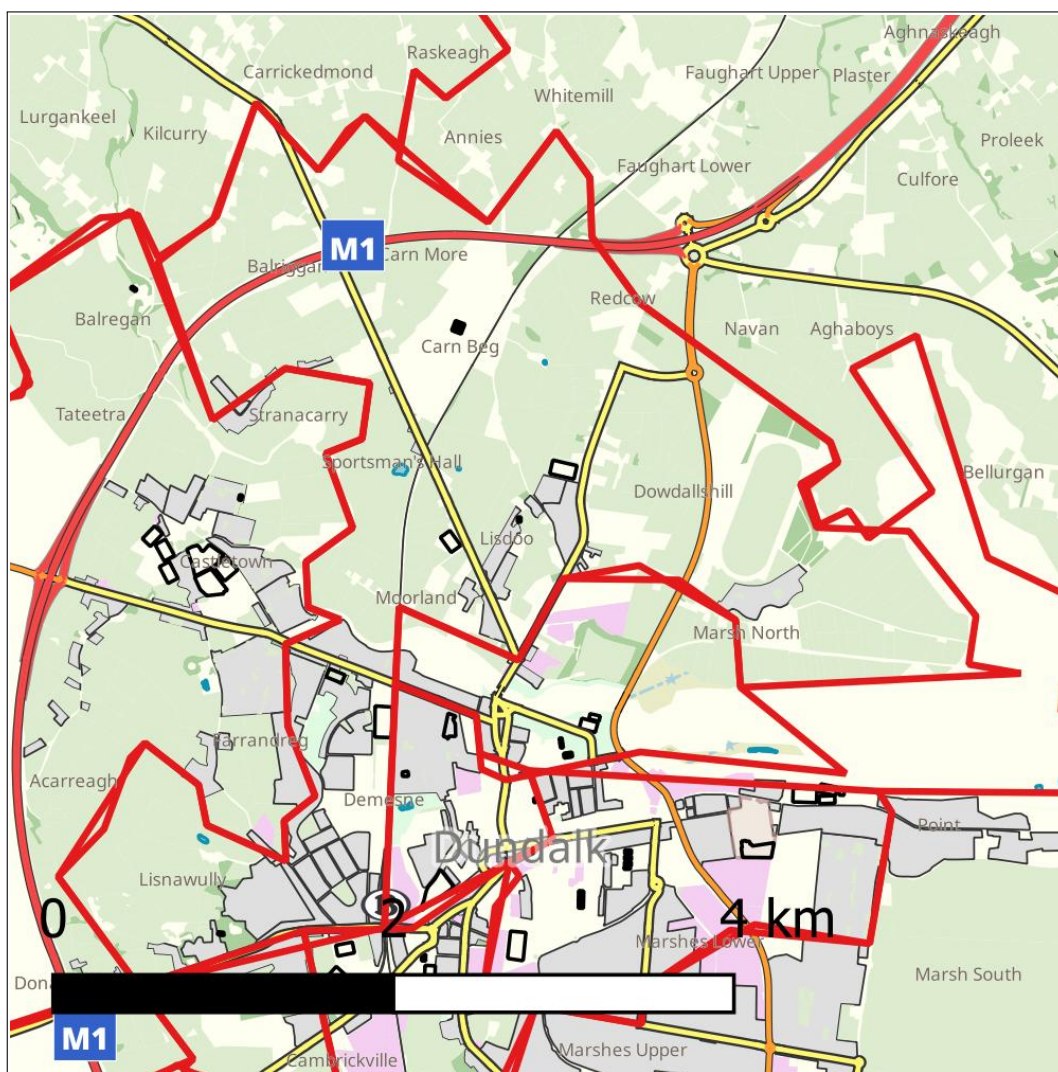 Aghnaskeagh
Raskeagh
Carrickedmond
Faughart Upper
Plaster
Whitemill
Lurgankeel
Kilcurry
Annies
Proleek
Faughart Lower
Culfore
M1
Carn More
Balriggan
Redcow
Balregan
Navan
Aghaboys
Carn Beg
Tateetra
Stranacarry
Sportsman's Hall
Bellurgan
Dowdallshill
Lisdoo
Castletown
Moorland
Marsh North
Farrandreg
Acarreagh
Demesne
Point
Dundalk
Lisnawully
0 2 4 km
Marshes Lower
Marsh South
M1
Marshes Upper
Cambrickville